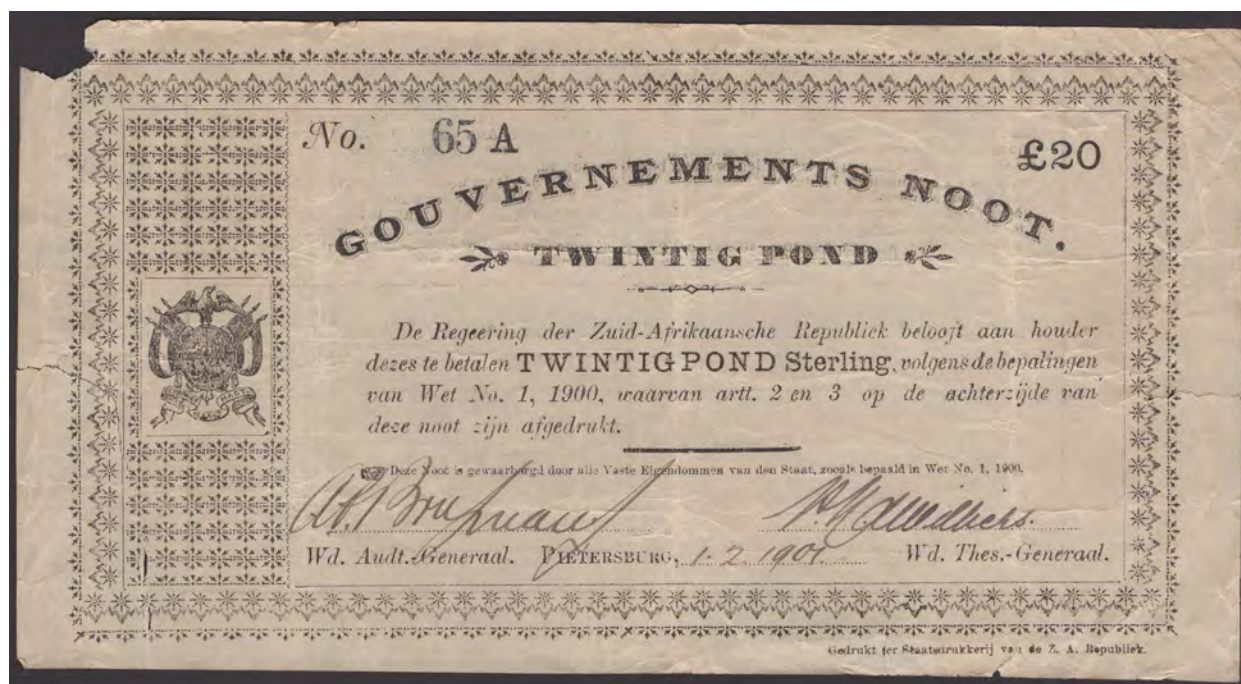 No. 65 A
£20
GOUVERNEMENTS NOOT.
TWINTIG POND
De Regeering der Zuid-Afrikaansche Republiek belooft aan houder
dezes te betalen TWINTIG POND Sterling, volgens de bepalingen
van Wet No. 1, 1900, waarvan artt. 2 en 3 op de achterzijde van
deze noot zijn afgedrukt.
Deze Noot is gewaarborgd door alle Vaste Eigendommen van den Staat, zooals bepaald in Wet No. 1, 1900.
Wd. Audt.-Generaal. PIETERSBURG, 1. 2. 1901. Wd. Thes.-Generaal.
Gedrukt ter Staatsdrukkerij van de Z. A. Republiek.